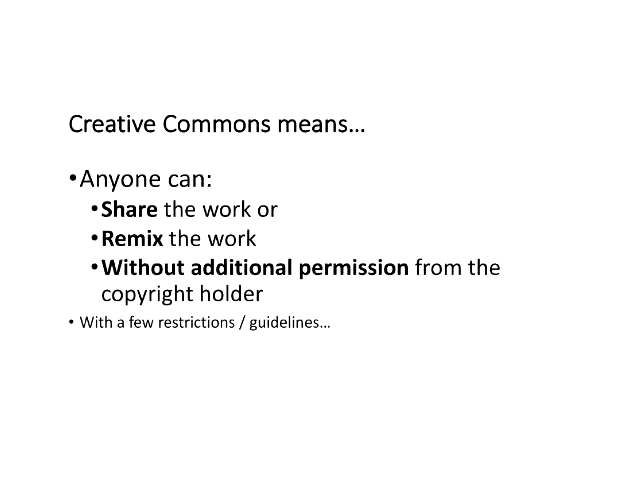 Creative Commons means…
•Anyone can:
•Share the work or
•Remix the work
•Without additional permission from the
copyright holder
• With a few restrictions / guidelines…